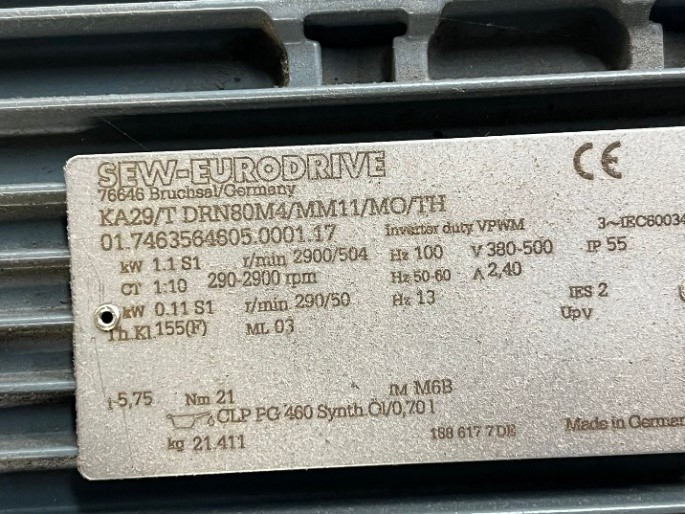 SEW-EURODRIVE
76646 Bruchsal/Germany
CE
KA29/T DRN80M4/MM11/MO/TH
01.7463564605.0001.17 Inverter duty VPWM 3~IEC60034
kW 1.1 S1 r/min 2900/504 Hz 100 V 380-500 IP 55
CT 1:10 290-2900 rpm Hz 50-60 A 2,40
kW 0.11 S1 r/min 290/50 Hz 13 IES 2
Th.Kl. 155(F) ML 03 Upv
i 5,75 Nm 21 IM M6B
CLP PG 460 Synth.Öl/0,70 l
kg 21.411 188 617 7 DE Made in German